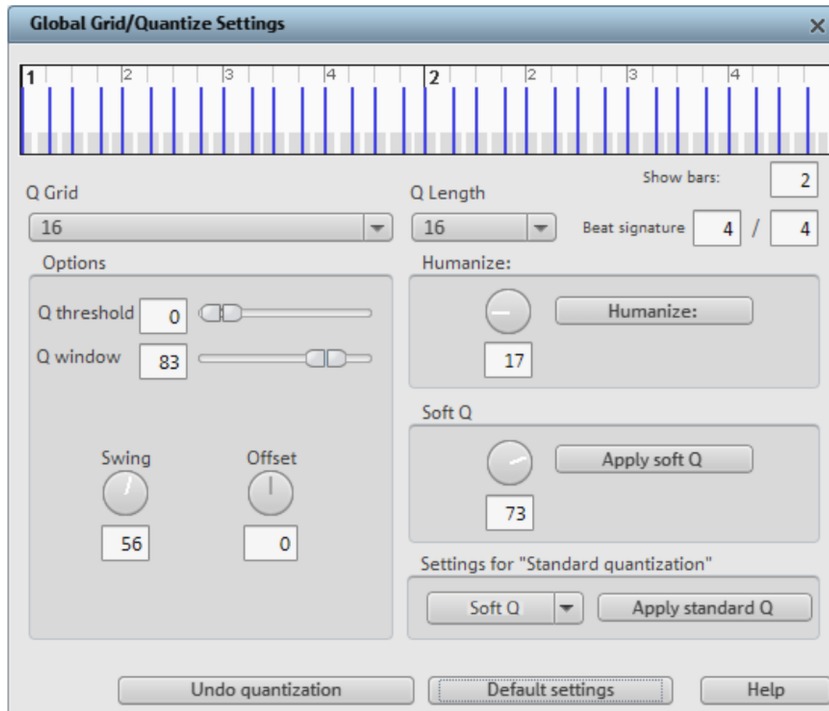 Global Grid/Quantize Settings
1 2 3 4 2 2 3 4
Show bars: 2
Q Grid
Q Length
16
16
Beat signature 4 / 4
Options
Humanize:
Q threshold 0
Humanize:
Q window 83
17
Soft Q
Swing
Offset
Apply soft Q
73
56
0
Settings for "Standard quantization"
Soft Q
Apply standard Q
Undo quantization
Default settings
Help